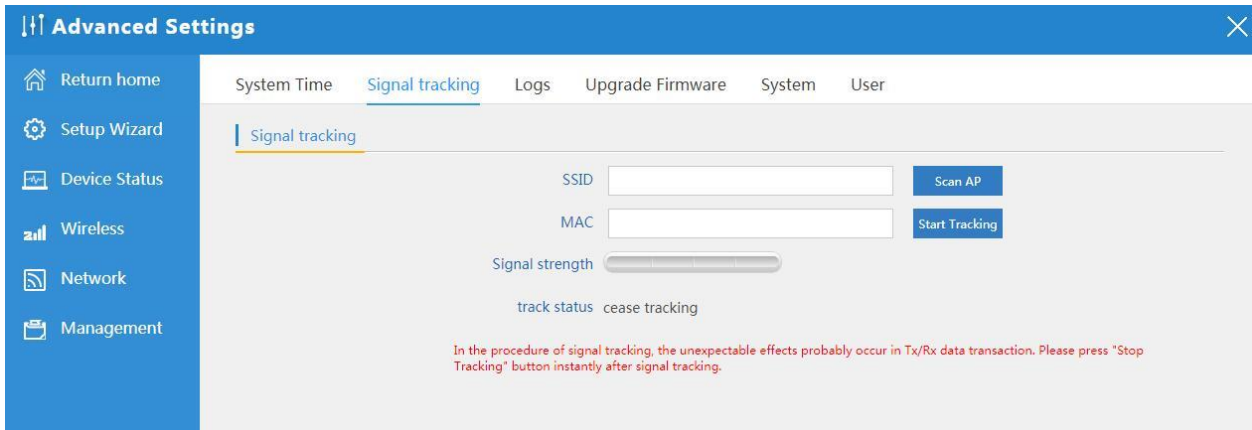 Advanced Settings
Return home
Setup Wizard
Device Status
Wireless
Network
Management
System Time Signal tracking Logs Upgrade Firmware System User
Signal tracking
SSID Scan AP
MAC Start Tracking
Signal strength
track status cease tracking
In the procedure of signal tracking, the unexpectable effects probably occur in Tx/Rx data transaction. Please press "Stop
Tracking" button instantly after signal tracking.